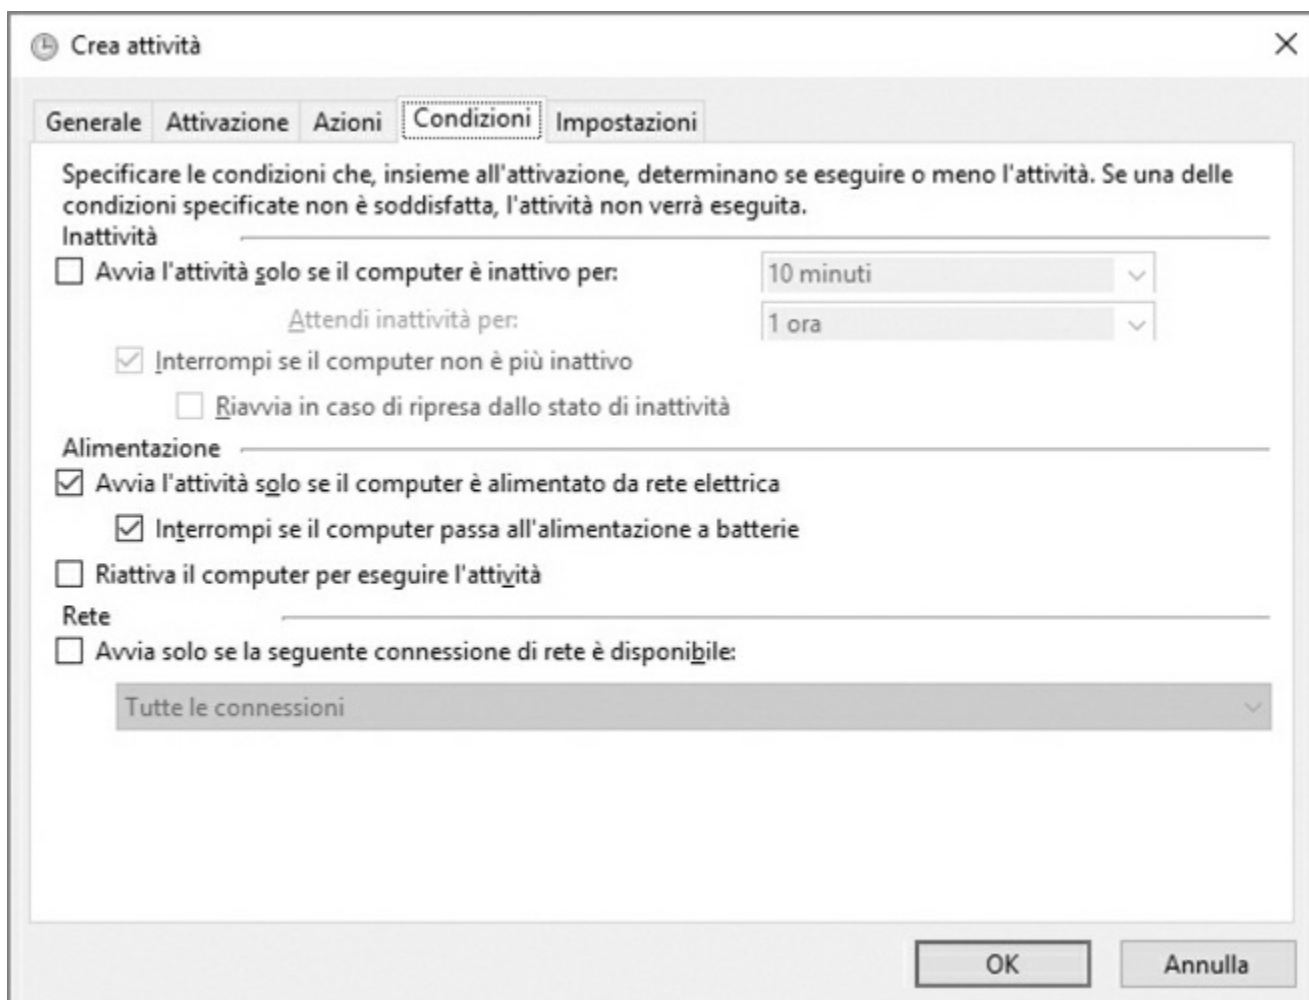 Crea attività
Generale Attivazione Azioni Condizioni Impostazioni
Specificare le condizioni che, insieme all'attivazione, determinano se eseguire o meno l'attività. Se una delle
condizioni specificate non è soddisfatta, l'attività non verrà eseguita.
Inattività
Avvia l'attività solo se il computer è inattivo per: 10 minuti
Attendi inattività per: 1 ora
Interrompi se il computer non è più inattivo
Riavvia in caso di ripresa dallo stato di inattività
Alimentazione
Avvia l'attività solo se il computer è alimentato da rete elettrica
Interrompi se il computer passa all'alimentazione a batterie
Riattiva il computer per eseguire l'attività
Rete
Avvia solo se la seguente connessione di rete è disponibile:
Tutte le connessioni
OK Annulla